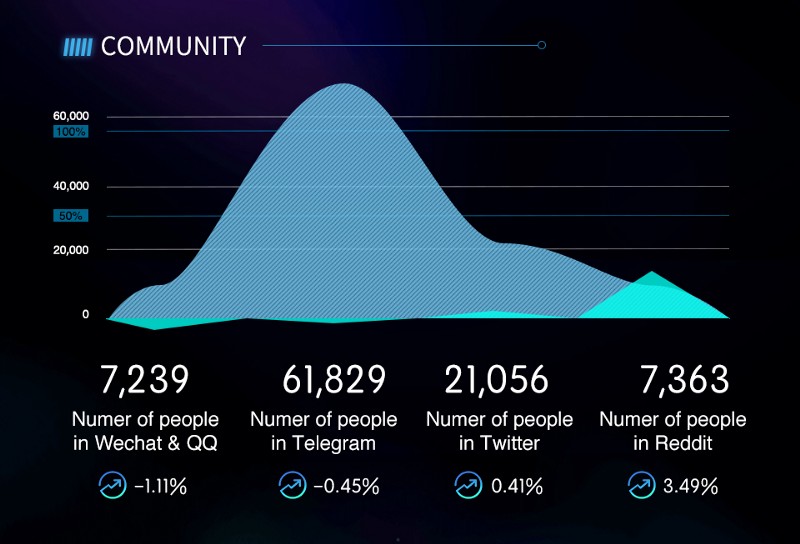 COMMUNITY
60,000
100%
40,000
50%
20,000
0
7,239 61,829 21,056 7,363
Numer of people Numer of people Numer of people Numer of people
in Wechat & QQ in Telegram in Twitter in Reddit
-1.11% -0.45% 0.41% 3.49%